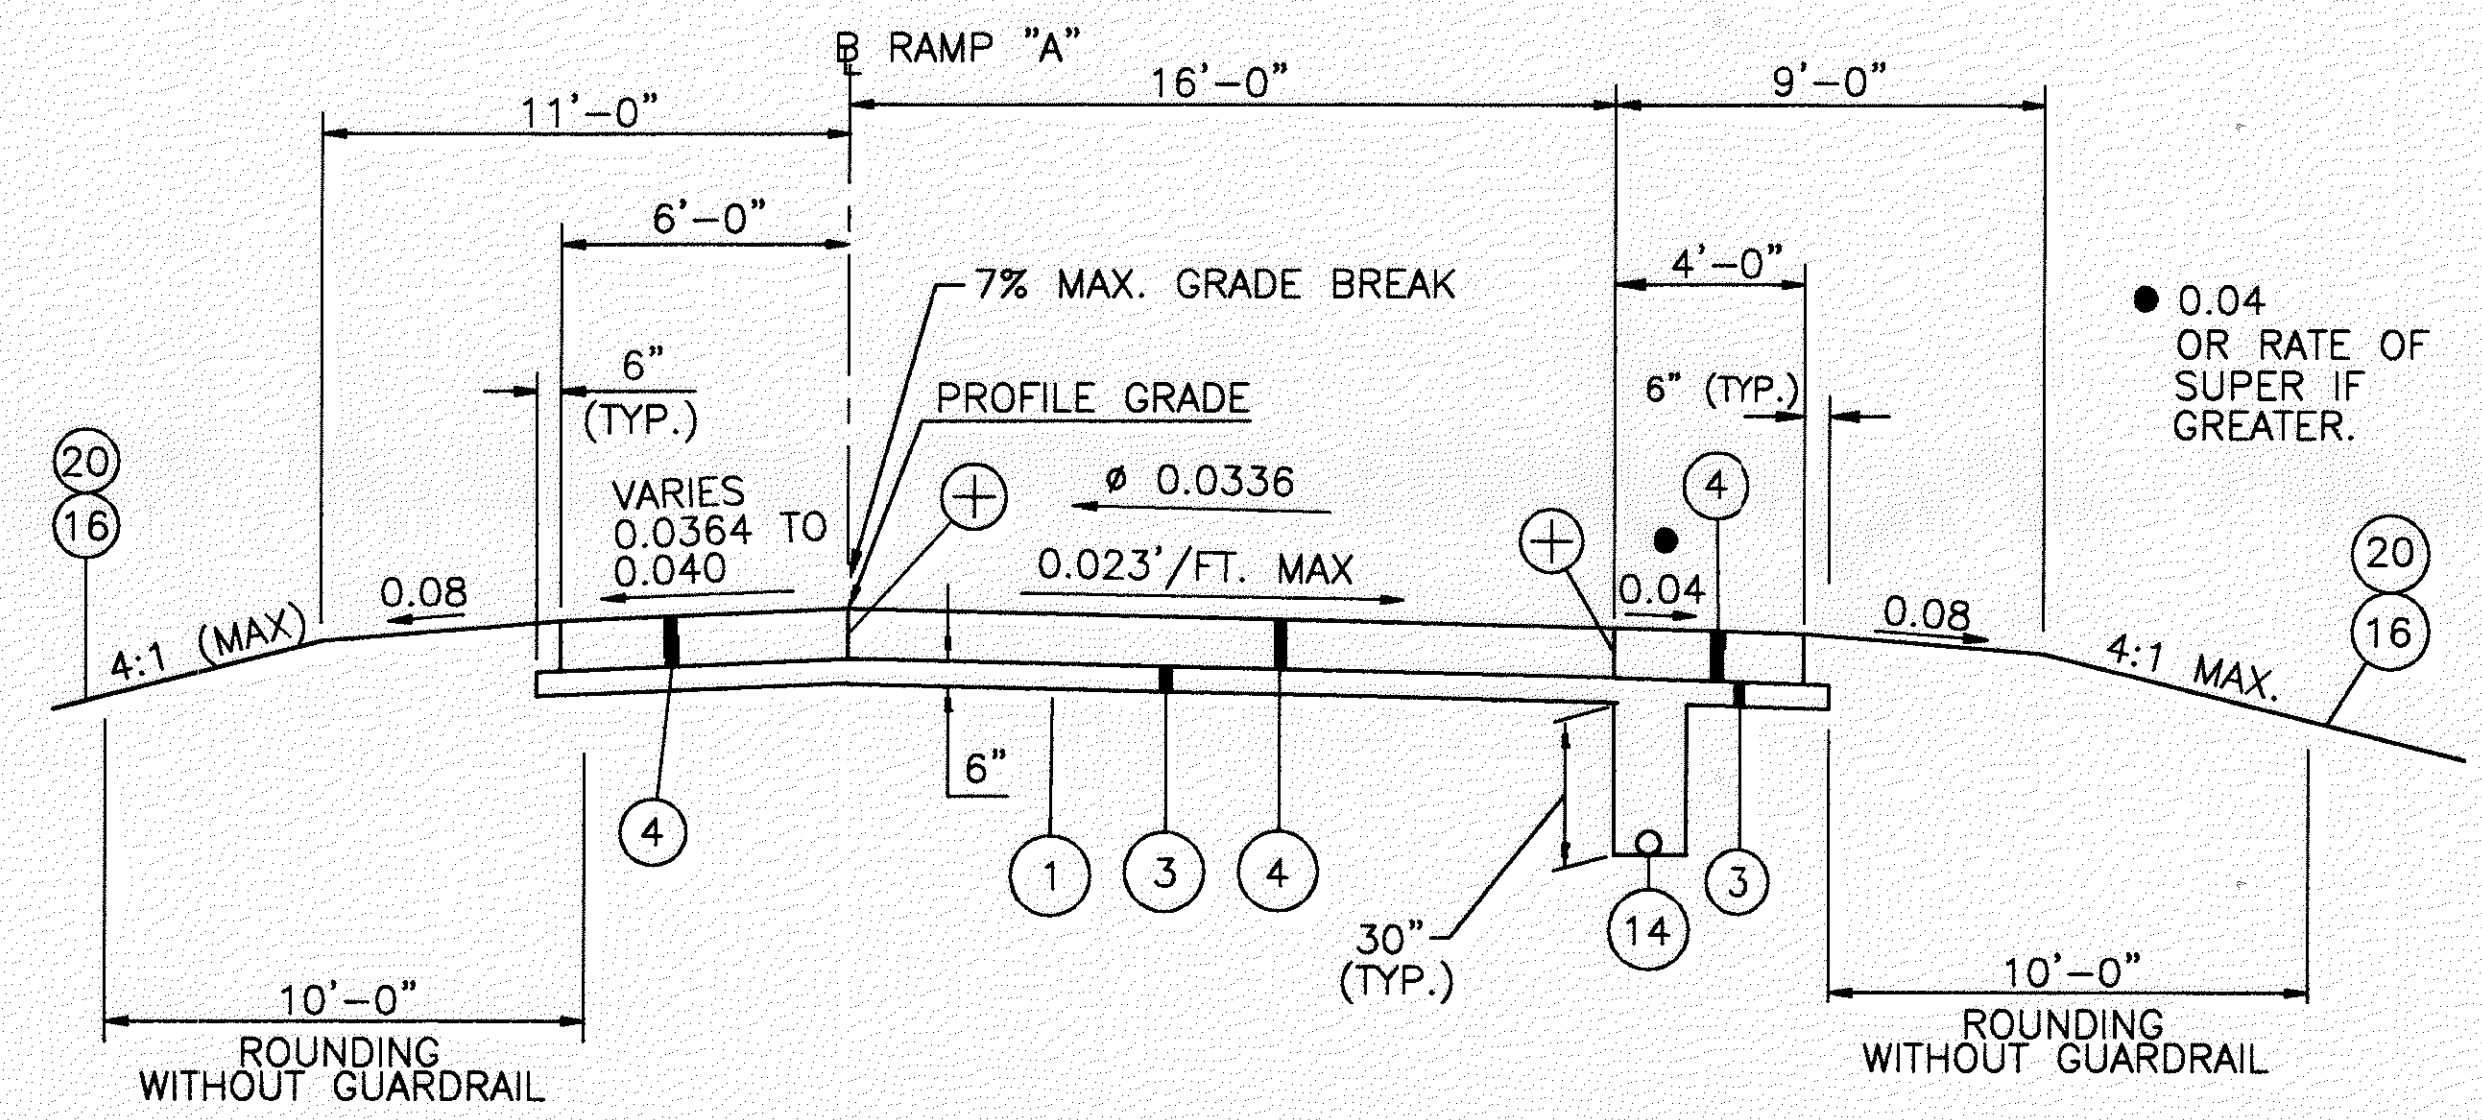 B RAMP "A"
16'-0"
9'-0"
11'-0"
6'-0"
4'-0"
7% MAX. GRADE BREAK
● 0.04
OR RATE OF
SUPER IF
GREATER.
6"
(TYP.)
6" (TYP.)
PROFILE GRADE
20
16
VARIES
0.0364 TO
0.040
ø 0.0336
4
0.023'/FT. MAX
0.04
20
16
0.08
0.08
4:1 (MAX)
4:1 MAX.
6"
4
1
3
4
3
14
30"
(TYP.)
10'-0"
ROUNDING
WITHOUT GUARDRAIL
10'-0"
ROUNDING
WITHOUT GUARDRAIL